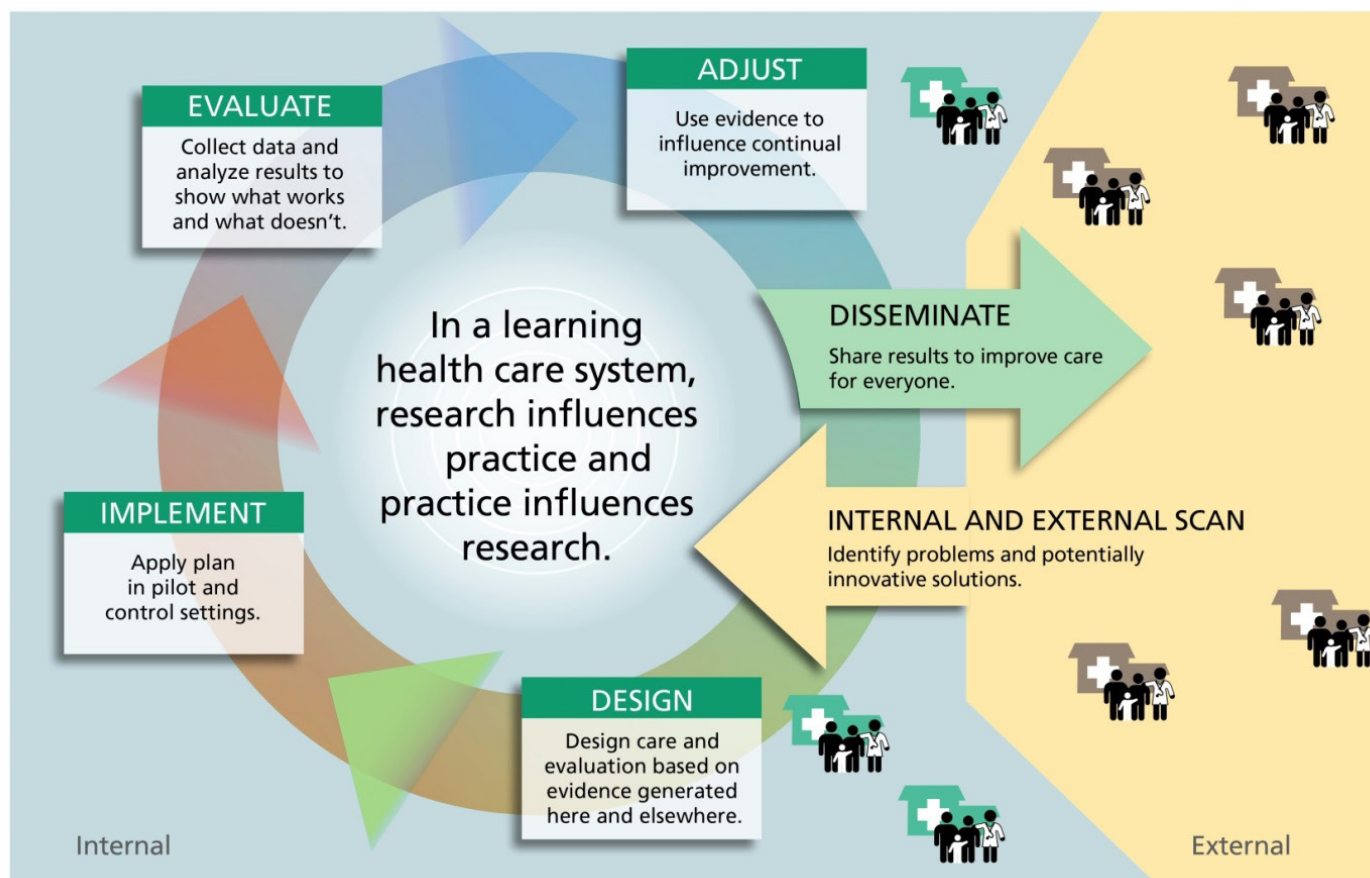 EVALUATE
Collect data and
analyze results to
show what works
and what doesn’t.
ADJUST
Use evidence to
influence continual
improvement.
In a learning
health care system,
research influences
practice and
practice influences
research.
DISSEMINATE
Share results to improve care
for everyone.
INTERNAL AND EXTERNAL SCAN
Identify problems and potentially
innovative solutions.
IMPLEMENT
Apply plan
in pilot and
control settings.
DESIGN
Design care and
evaluation based on
evidence generated
here and elsewhere.
Internal
External